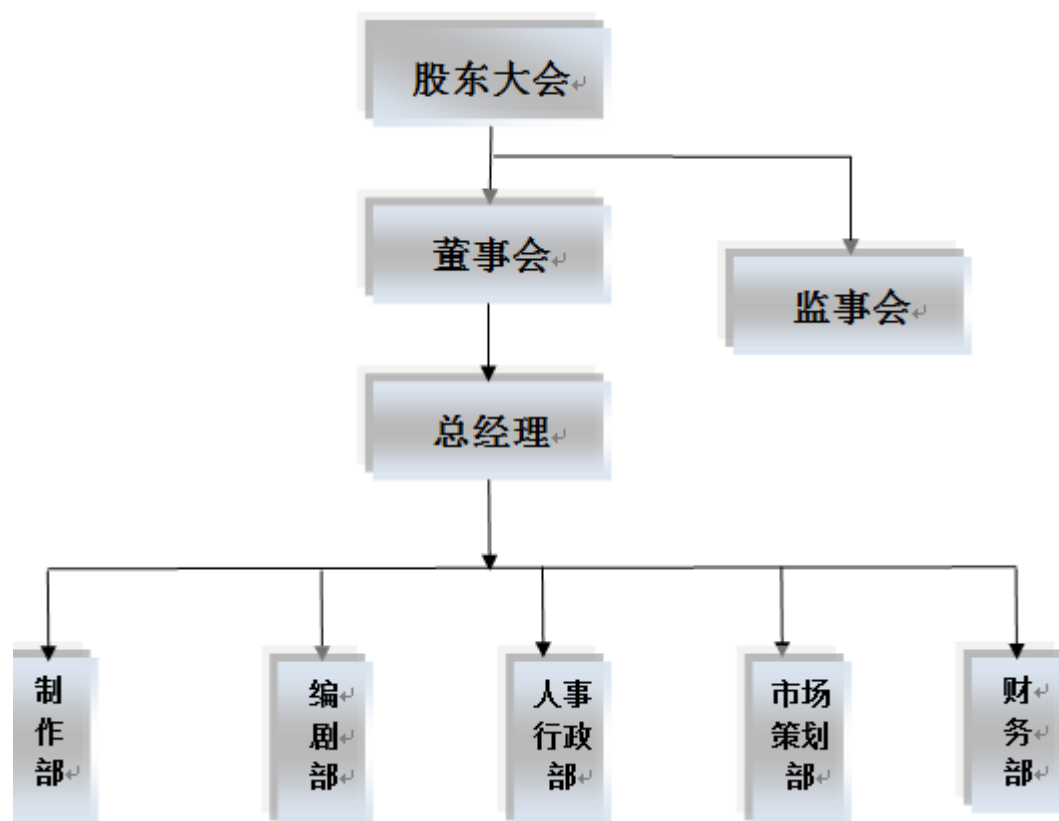 股东大会
董事会
监事会
总经理
制
作
部
编
剧
部
人事
行政
部
市场
策划
部
财
务
部